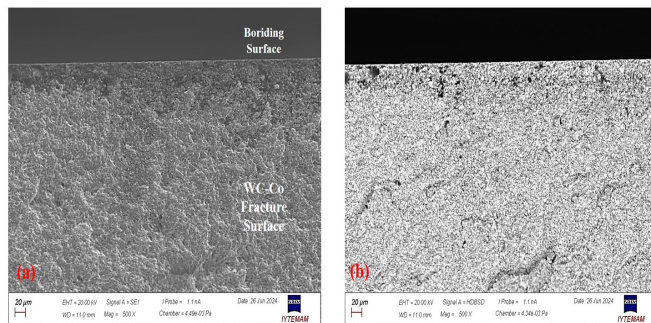 Boriding
Surface
WC-Co
Fracture
Surface
(a)
20 µm
EHT = 20.00 kV
Signal A = SE1
I Probe = 1.1 nA
Date :26 Jun 2024
WD = 11.0 mm
Mag = 500 X
Chamber = 4.49e-03 Pa
ZEISS
IYTEMAM
(b)
20 µm
EHT = 20.00 kV
Signal A = HDBSD
I Probe = 1.1 nA
Date :26 Jun 2024
WD = 11.0 mm
Mag = 500 X
Chamber = 4.34e-03 Pa
ZEISS
IYTEMAM